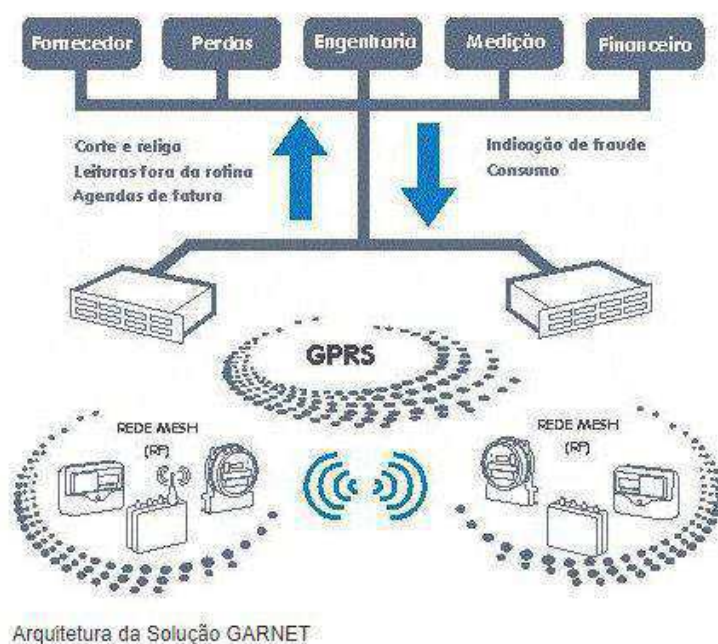 Fornecedor
Perdas
Engenharia
Medição
Financeiro
Corte e religa
Leituras fora da rotina
Agendas de fatura
Indicação de fraude
Consumo
GPRS
REDE MESH
(RF)
REDE MESH
(RF)
Arquitetura da Solução GARNET